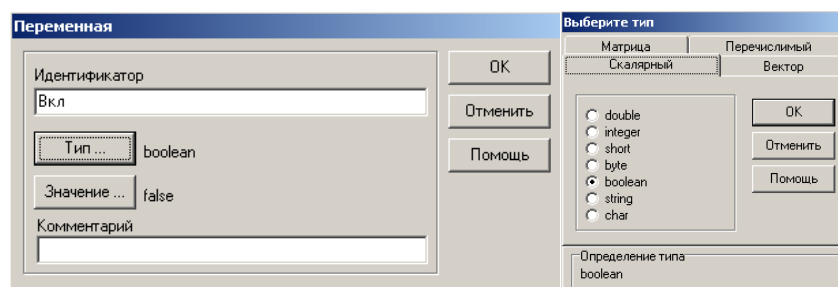 Переменная
Идентификатор
Вкл
Тип ... boolean
Значение ... false
Комментарий
OK
Отменить
Помощь
Выберите тип
Матрица Перечислимый
Скалярный Вектор
double
integer
short
byte
boolean
string
char
OK
Отменить
Помощь
Определение типа
boolean